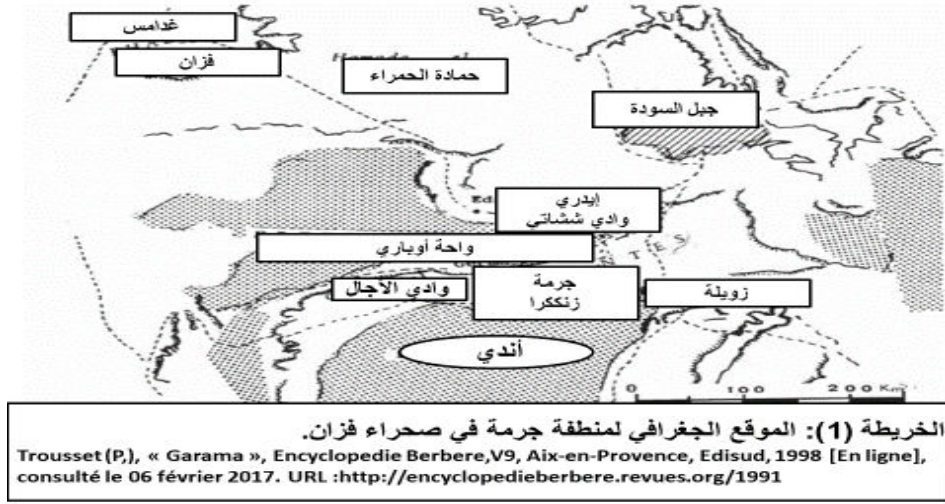 غدامس
فزان
حمادة الحمراء
جبل السودة
إيدري
وادي ششاتي
واحة أوباري
وادي الآجال
جرمة
زنككرا
زويلة
أندي
0 100 200 Km
الخريطة (1): الموقع الجغرافي لمنطقة جرمة في صحراء فزان.
Trousset (P,), « Garama », Encyclopedie Berbere,V9, Aix-en-Provence, Edisud, 1998 [En ligne],
consulté le 06 février 2017. URL :http://encyclopedieberbere.revues.org/1991